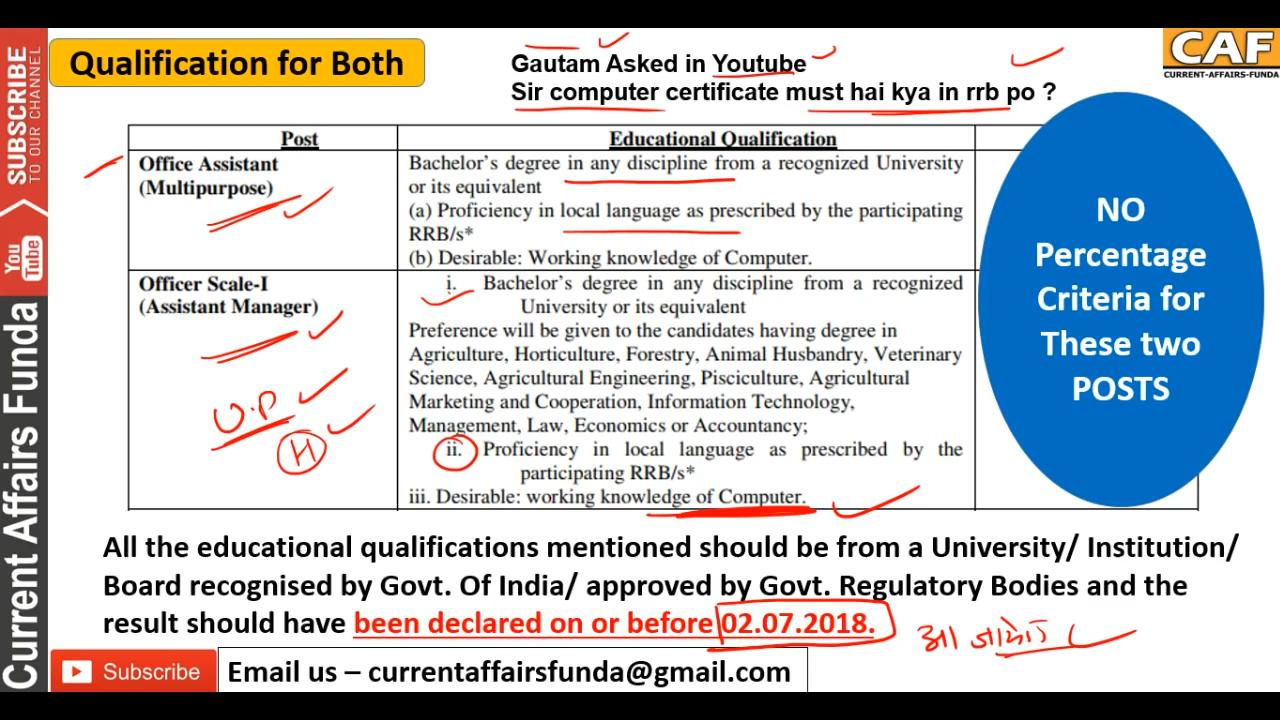 Qualification for Both
Gautam Asked in Youtube
Sir computer certificate must hai kya in rrb po ?
CAF
CURRENT-AFFAIRS-FUNDA
SUBSCRIBE
TO OUR CHANNEL
You
Tube
Current Affairs Funda
Post
Educational Qualification
Office Assistant
(Multipurpose)
Bachelor's degree in any discipline from a recognized University
or its equivalent
(a) Proficiency in local language as prescribed by the participating
RRB/s*
(b) Desirable: Working knowledge of Computer.
Officer Scale-I
(Assistant Manager)
i. Bachelor's degree in any discipline from a recognized
University or its equivalent
Preference will be given to the candidates having degree in
Agriculture, Horticulture, Forestry, Animal Husbandry, Veterinary
Science, Agricultural Engineering, Pisciculture, Agricultural
Marketing and Cooperation, Information Technology,
Management, Law, Economics or Accountancy;
ii. Proficiency in local language as prescribed by the
participating RRB/s*
iii. Desirable: working knowledge of Computer.
U.P
H
NO
Percentage
Criteria for
These two
POSTS
All the educational qualifications mentioned should be from a University/ Institution/
Board recognised by Govt. Of India/ approved by Govt. Regulatory Bodies and the
result should have been declared on or before 02.07.2018.
Subscribe
Email us – currentaffairsfunda@gmail.com